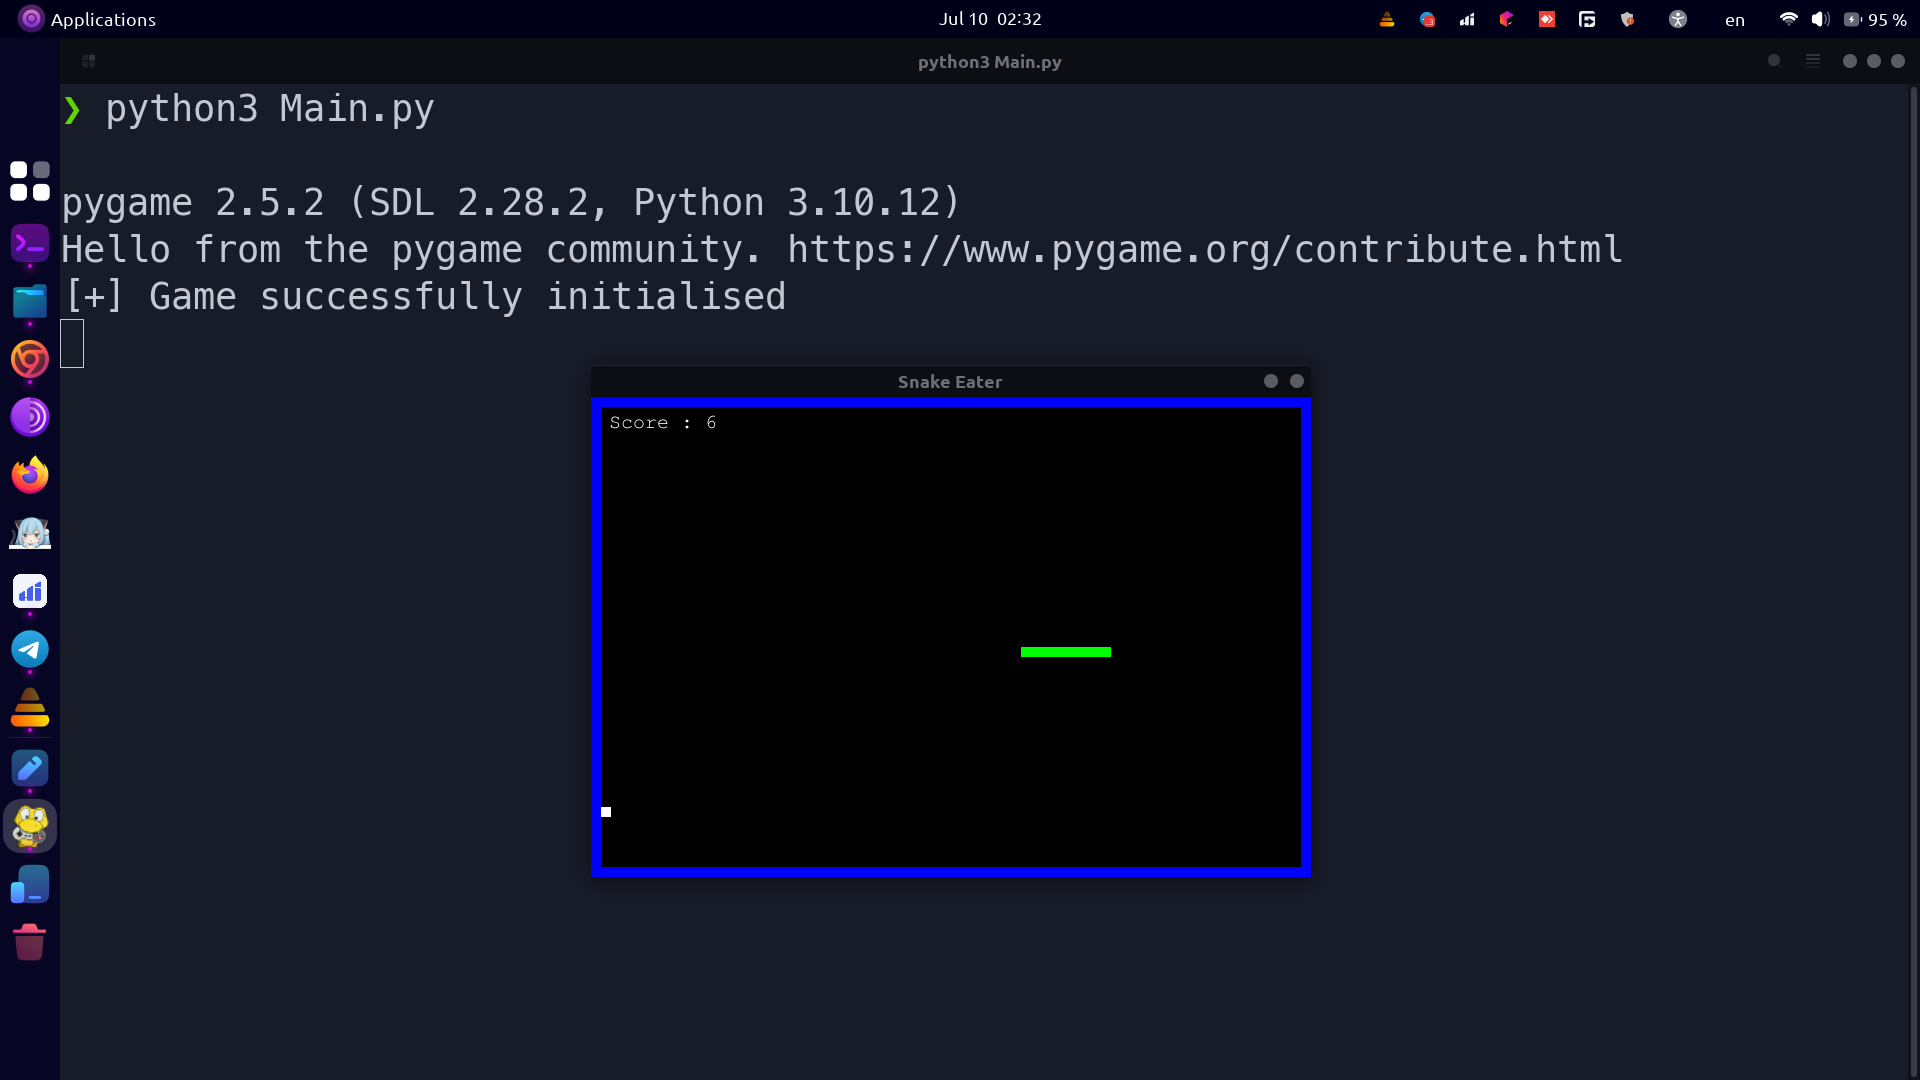 Applications
Jul 10 02:32
en
95 %
python3 Main.py
❯ python3 Main.py
pygame 2.5.2 (SDL 2.28.2, Python 3.10.12)
Hello from the pygame community. https://www.pygame.org/contribute.html
[+] Game successfully initialised
Snake Eater
Score : 6